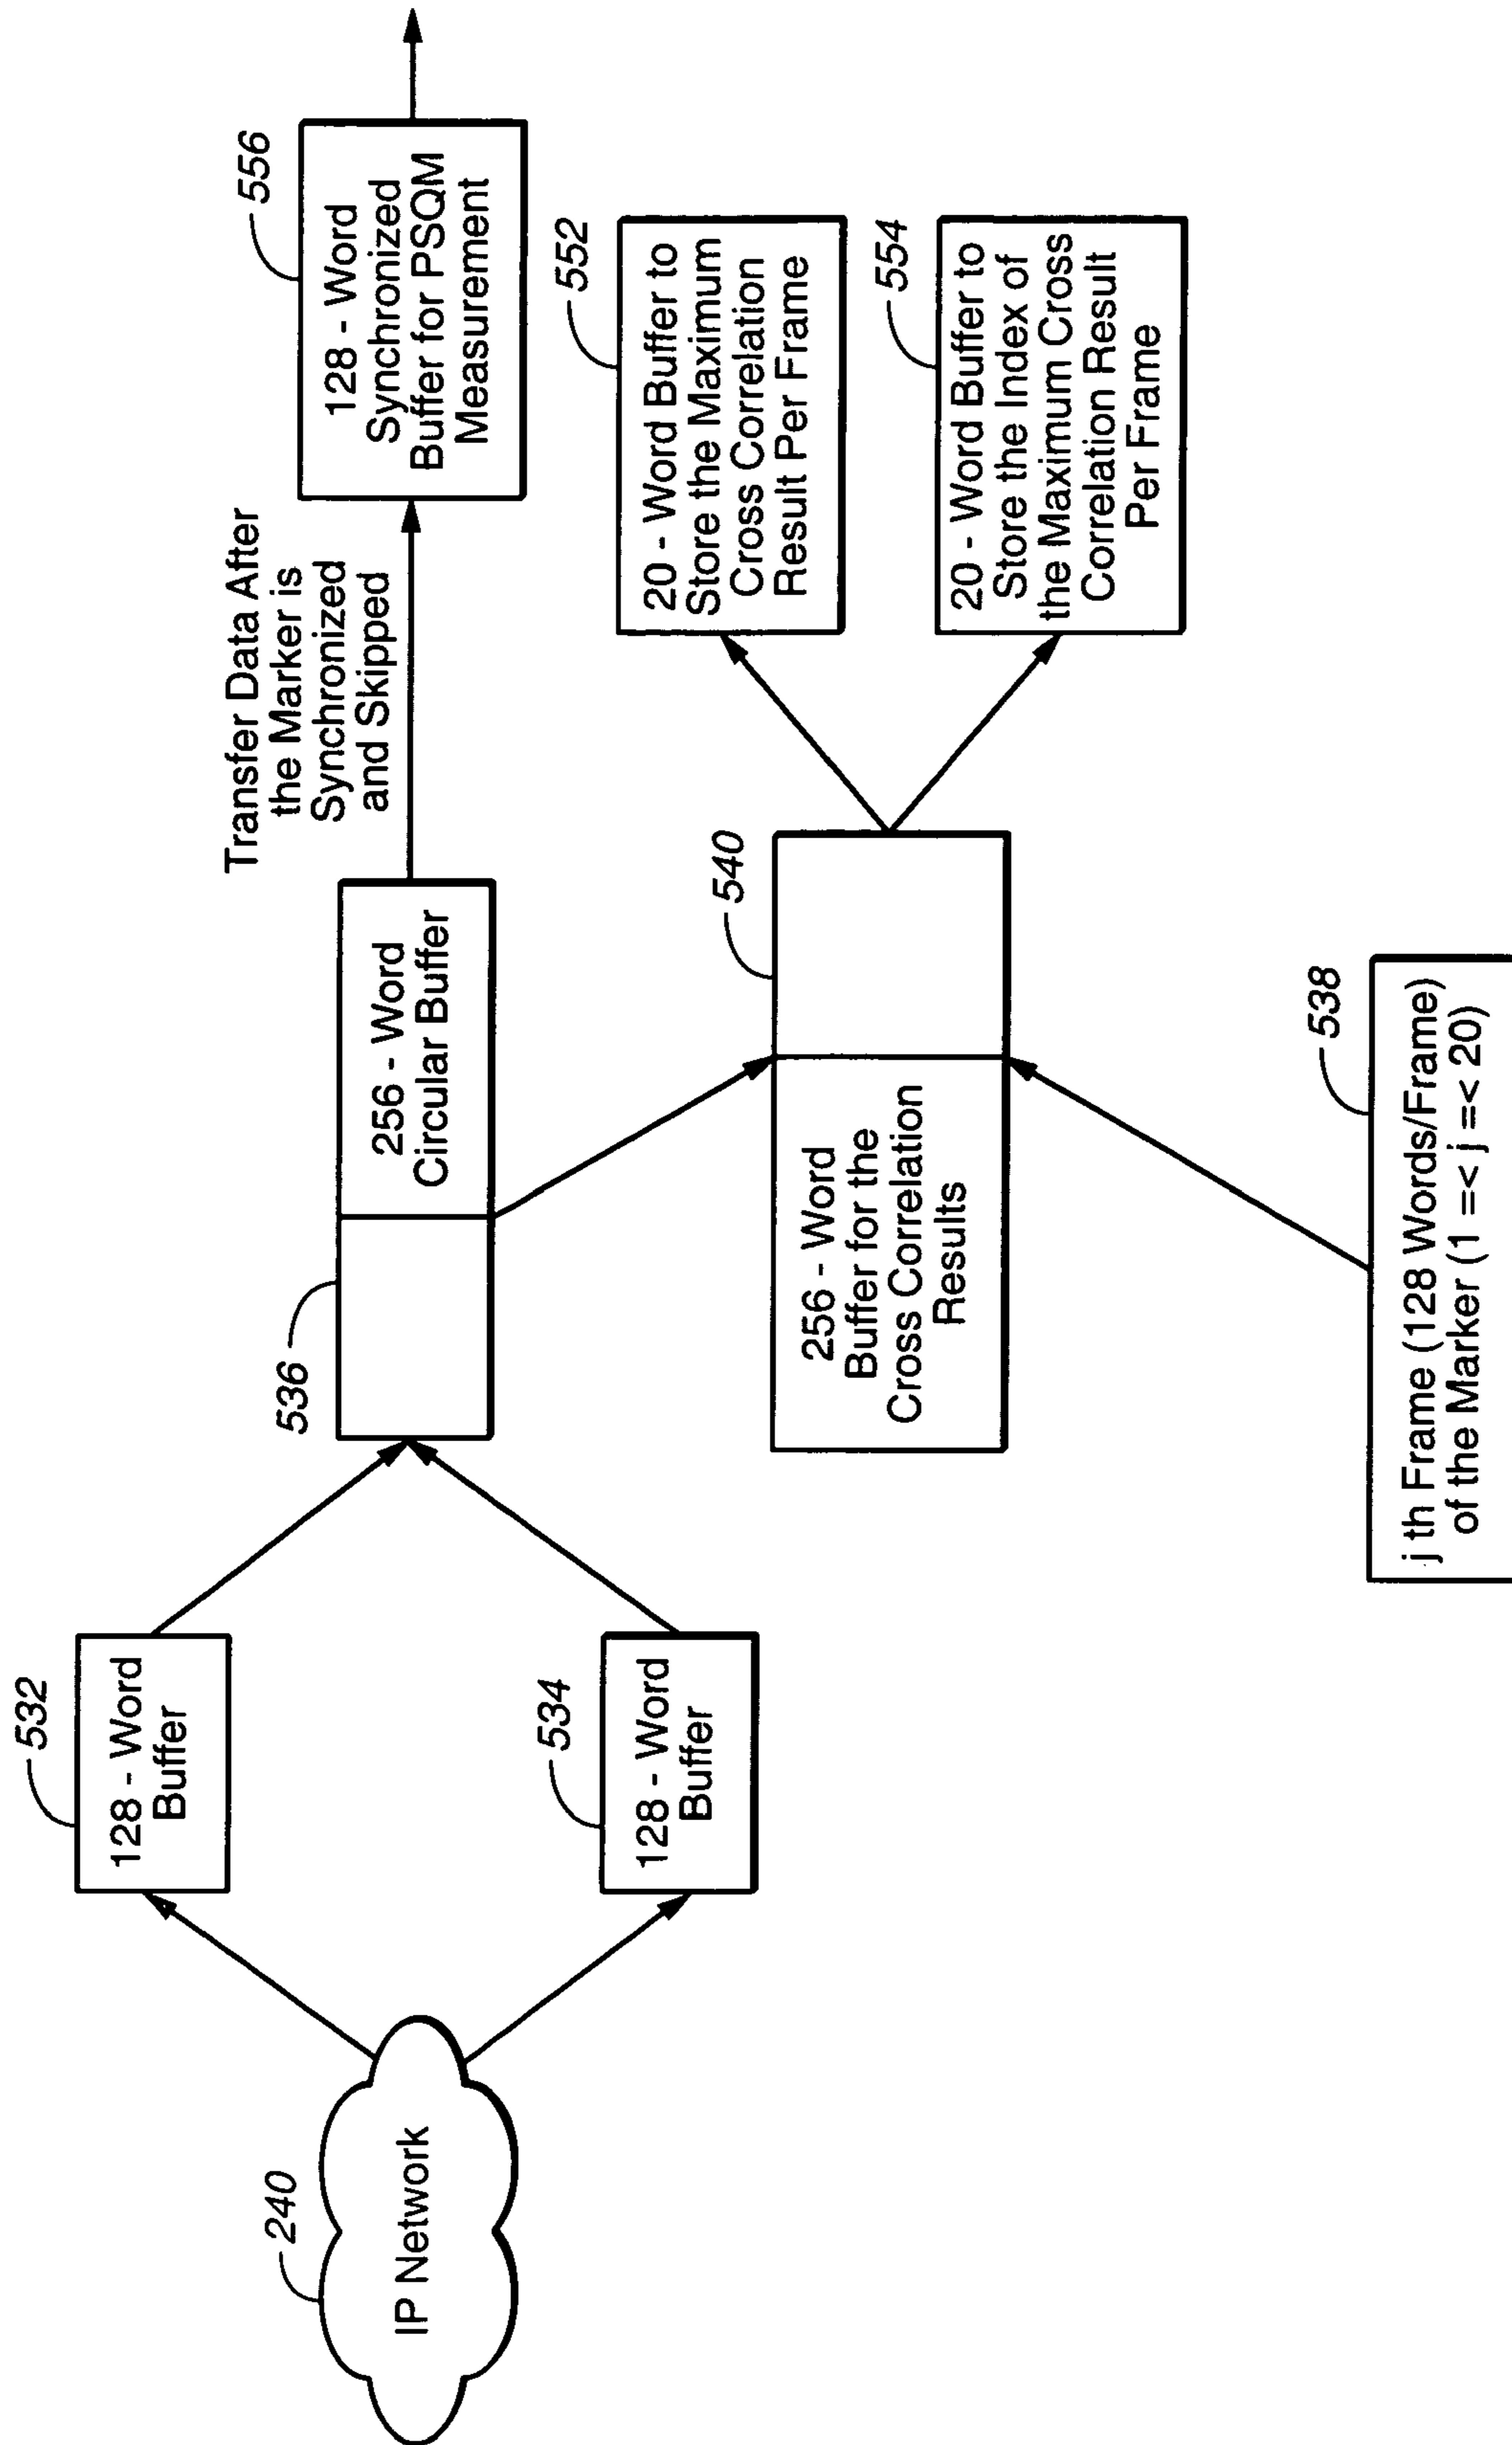 240
IP Network
532
128 - Word
Buffer
534
128 - Word
Buffer
536
256 - Word
Circular Buffer
Transfer Data After
the Marker is
Synchronized
and Skipped
556
128 - Word
Synchronized
Buffer for PSQM
Measurement
540
256 - Word
Buffer for the
Cross Correlation
Results
552
20 - Word Buffer to
Store the Maximum
Cross Correlation
Result Per Frame
554
20 - Word Buffer to
Store the Index of
the Maximum Cross
Correlation Result
Per Frame
538
j th Frame (128 Words/Frame)
of the Marker (1 =< j =< 20)